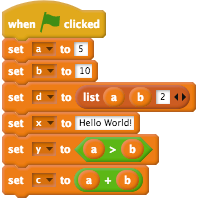 when clicked
set a to 5
set b to 10
set d to list a b 2
set x to Hello World!
set y to a > b
set c to a + b